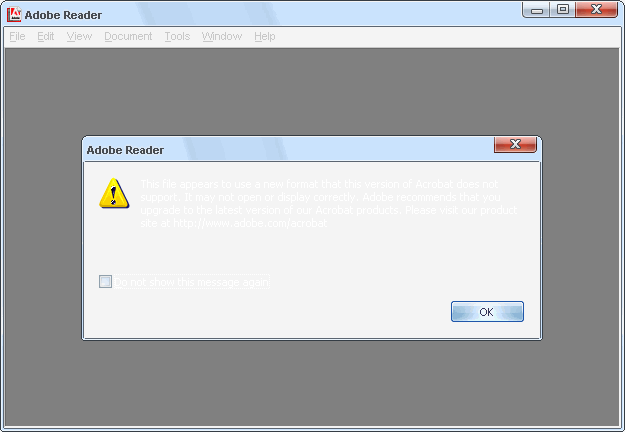 Adobe Reader
File Edit View Document Tools Window Help
Adobe Reader
This file appears to use a new format that this version of Acrobat does not
support. It may not open or display correctly. Adobe recommends that you
upgrade to the latest version of our Acrobat products. Please visit our product
site at http://www.adobe.com/acrobat
Do not show this message again
OK